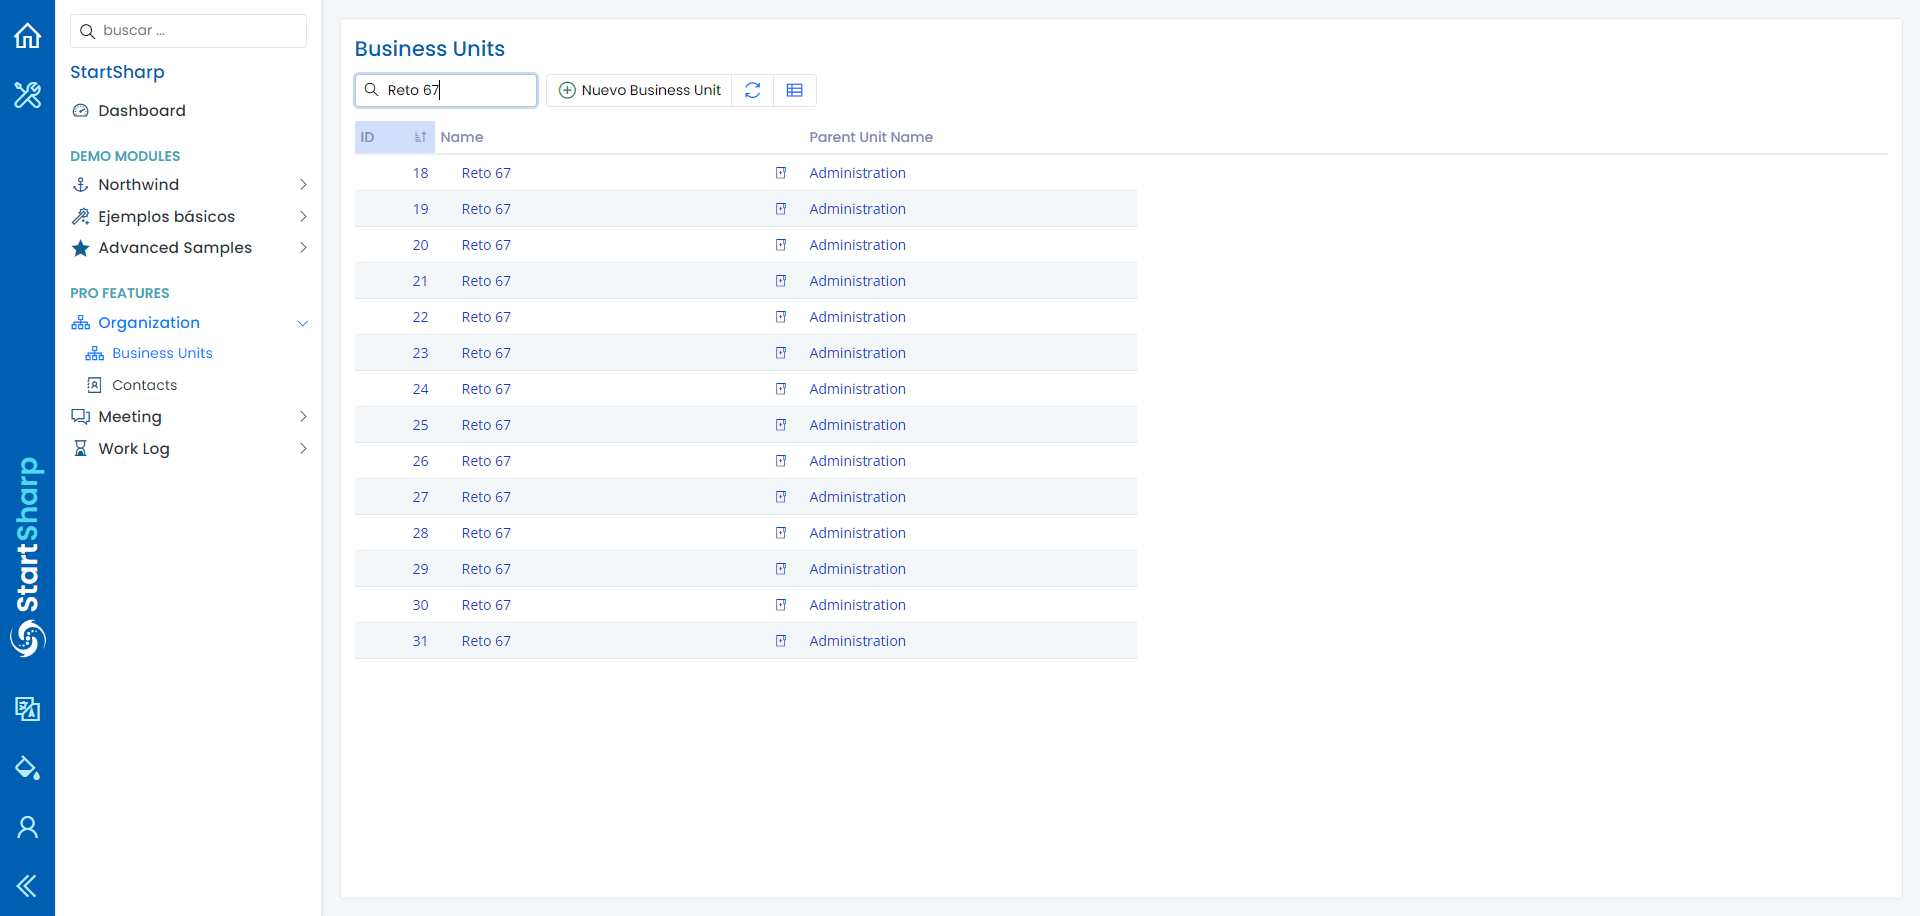 buscar ...
StartSharp
Dashboard
DEMO MODULES
Northwind
Ejemplos básicos
Advanced Samples
PRO FEATURES
Organization
Business Units
Contacts
Meeting
Work Log
StartSharp
Business Units
Reto 67
Nuevo Business Unit
ID Name Parent Unit Name
18 Reto 67 Administration
19 Reto 67 Administration
20 Reto 67 Administration
21 Reto 67 Administration
22 Reto 67 Administration
23 Reto 67 Administration
24 Reto 67 Administration
25 Reto 67 Administration
26 Reto 67 Administration
27 Reto 67 Administration
28 Reto 67 Administration
29 Reto 67 Administration
30 Reto 67 Administration
31 Reto 67 Administration